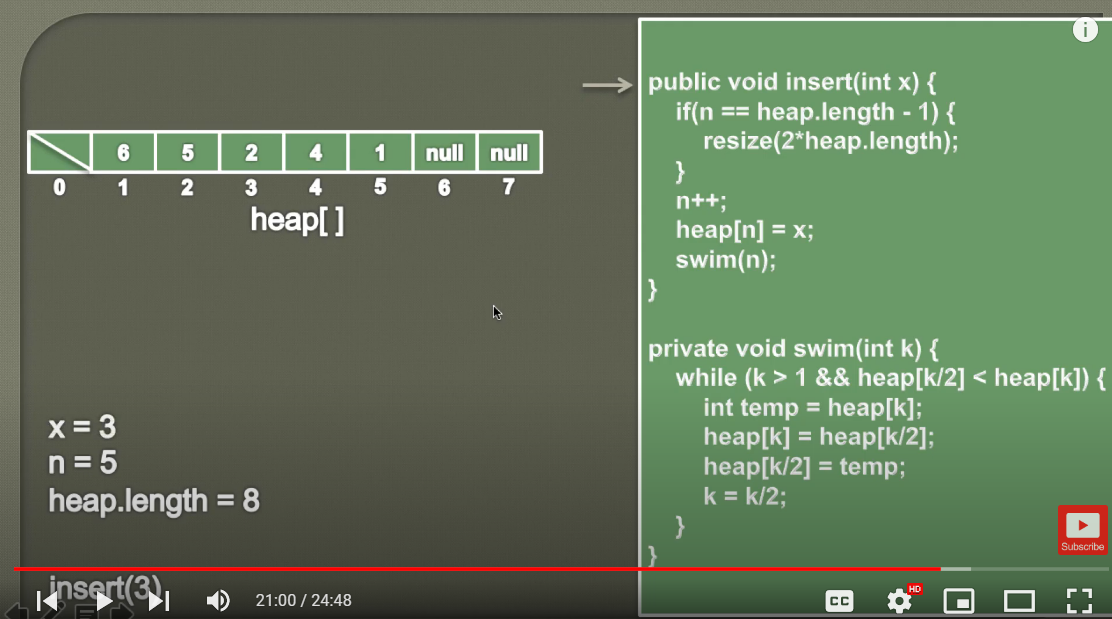 6 5 2 4 1 null null
0 1 2 3 4 5 6 7
heap[ ]
x = 3
n = 5
heap.length = 8
insert(3)
public void insert(int x) {
if(n == heap.length - 1) {
resize(2*heap.length);
}
n++;
heap[n] = x;
swim(n);
}
private void swim(int k) {
while (k > 1 && heap[k/2] < heap[k]) {
int temp = heap[k];
heap[k] = heap[k/2];
heap[k/2] = temp;
k = k/2;
}
}
i
Subscribe
21:00 / 24:48
CC
HD